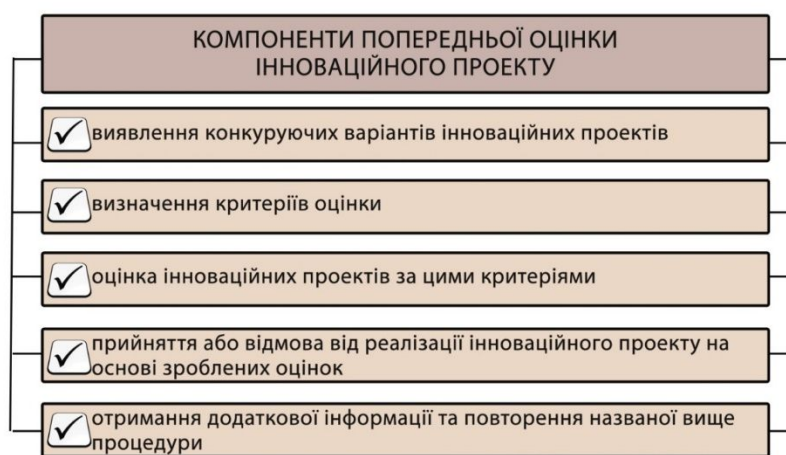 КОМПОНЕНТИ ПОПЕРЕДНЬОЇ ОЦІНКИ
ІННОВАЦІЙНОГО ПРОЕКТУ
виявлення конкуруючих варіантів інноваційних проектів
визначення критеріїв оцінки
оцінка інноваційних проектів за цими критеріями
прийняття або відмова від реалізації інноваційного проекту на
основі зроблених оцінок
отримання додаткової інформації та повторення названої вище
процедури